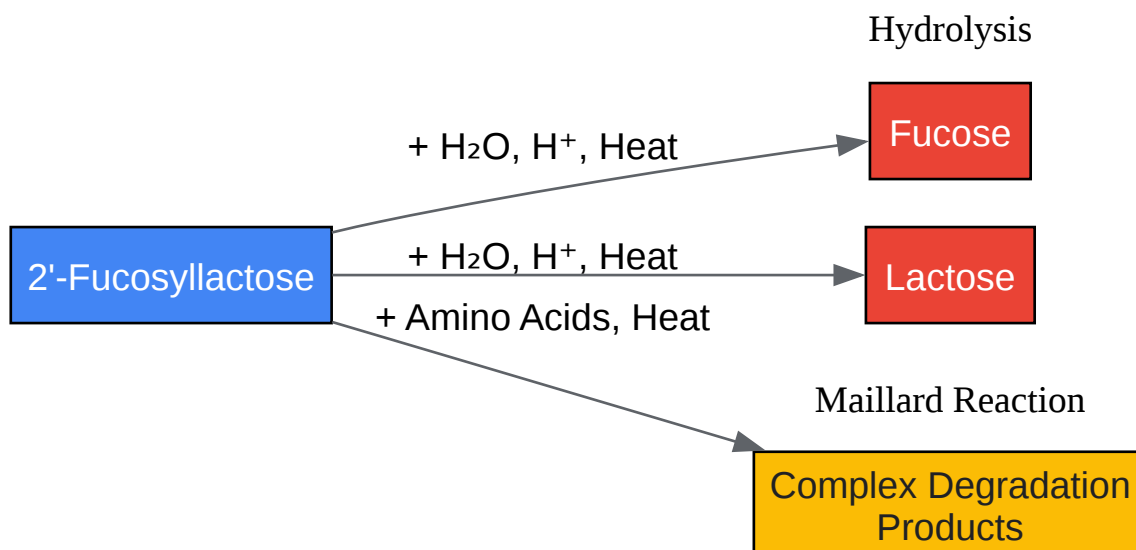 Hydrolysis
+ H₂O, H⁺, Heat
Fucose
2'-Fucosyllactose
+ H₂O, H⁺, Heat
Lactose
+ Amino Acids, Heat
Maillard Reaction
Complex Degradation
Products